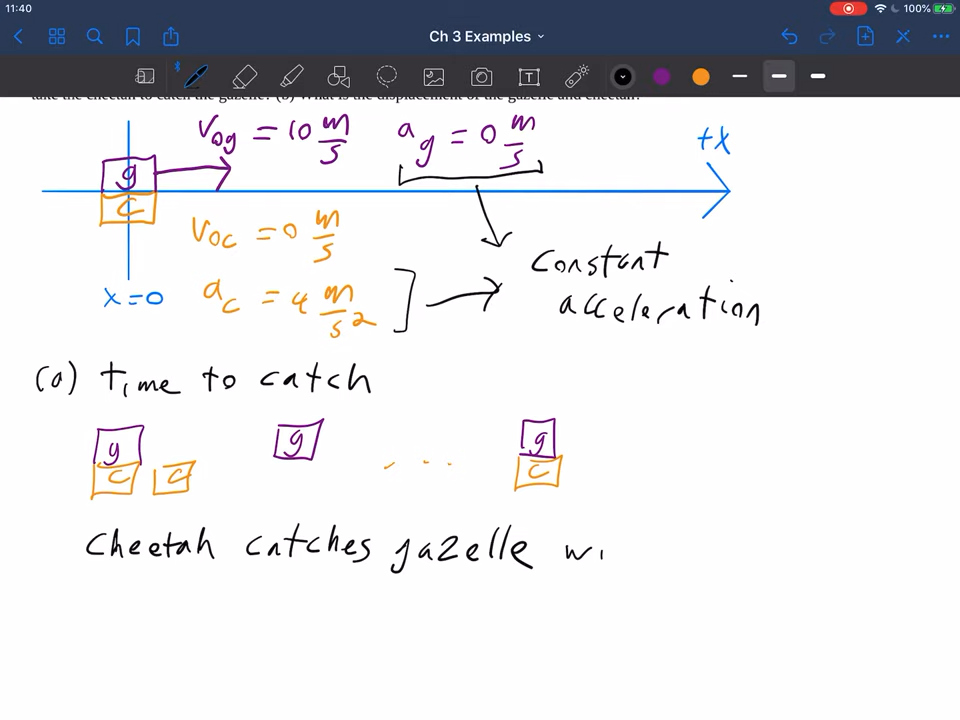 11:40
100%
Ch 3 Examples
T
take the cheetah to catch the gazelle? (b) What is the displacement of the gazelle and cheetah?
v0g = 10 m/s
ag = 0 m/s
+x
g
c
v0c = 0 m/s
x=0
ac = 4 m/s2
constant
acceleration
(a) time to catch
g g g
c c ... c
cheetah catches gazelle